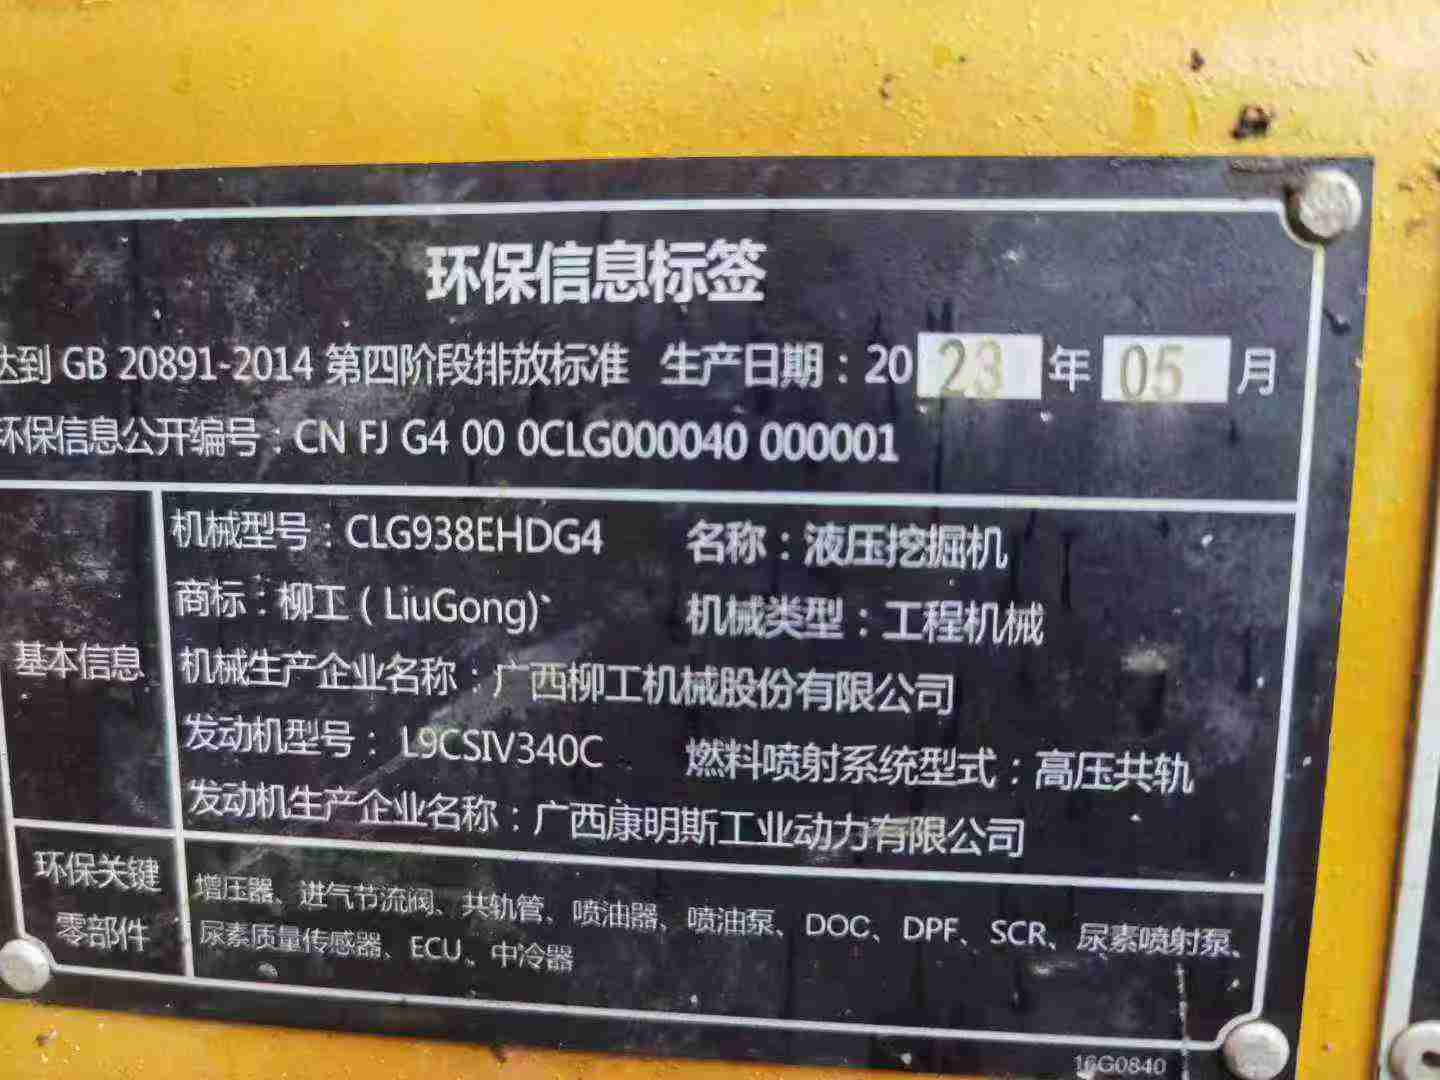 环保信息标签
达到 GB 20891-2014 第四阶段排放标准 生产日期：2023年05月
环保信息公开编号：CN FJ G4 00 0CLG000040 000001
基本信息
机械型号：CLG938EHDG4 名称：液压挖掘机
商标：柳工（LiuGong) 机械类型：工程机械
机械生产企业名称：广西柳工机械股份有限公司
发动机型号：L9CSIV340C 燃料喷射系统型式：高压共轨
发动机生产企业名称：广西康明斯工业动力有限公司
环保关键
零部件
增压器、进气节流阀、共轨管、喷油器、喷油泵、DOC、DPF、SCR、尿素喷射泵、
尿素质量传感器、ECU、中冷器
16G0840